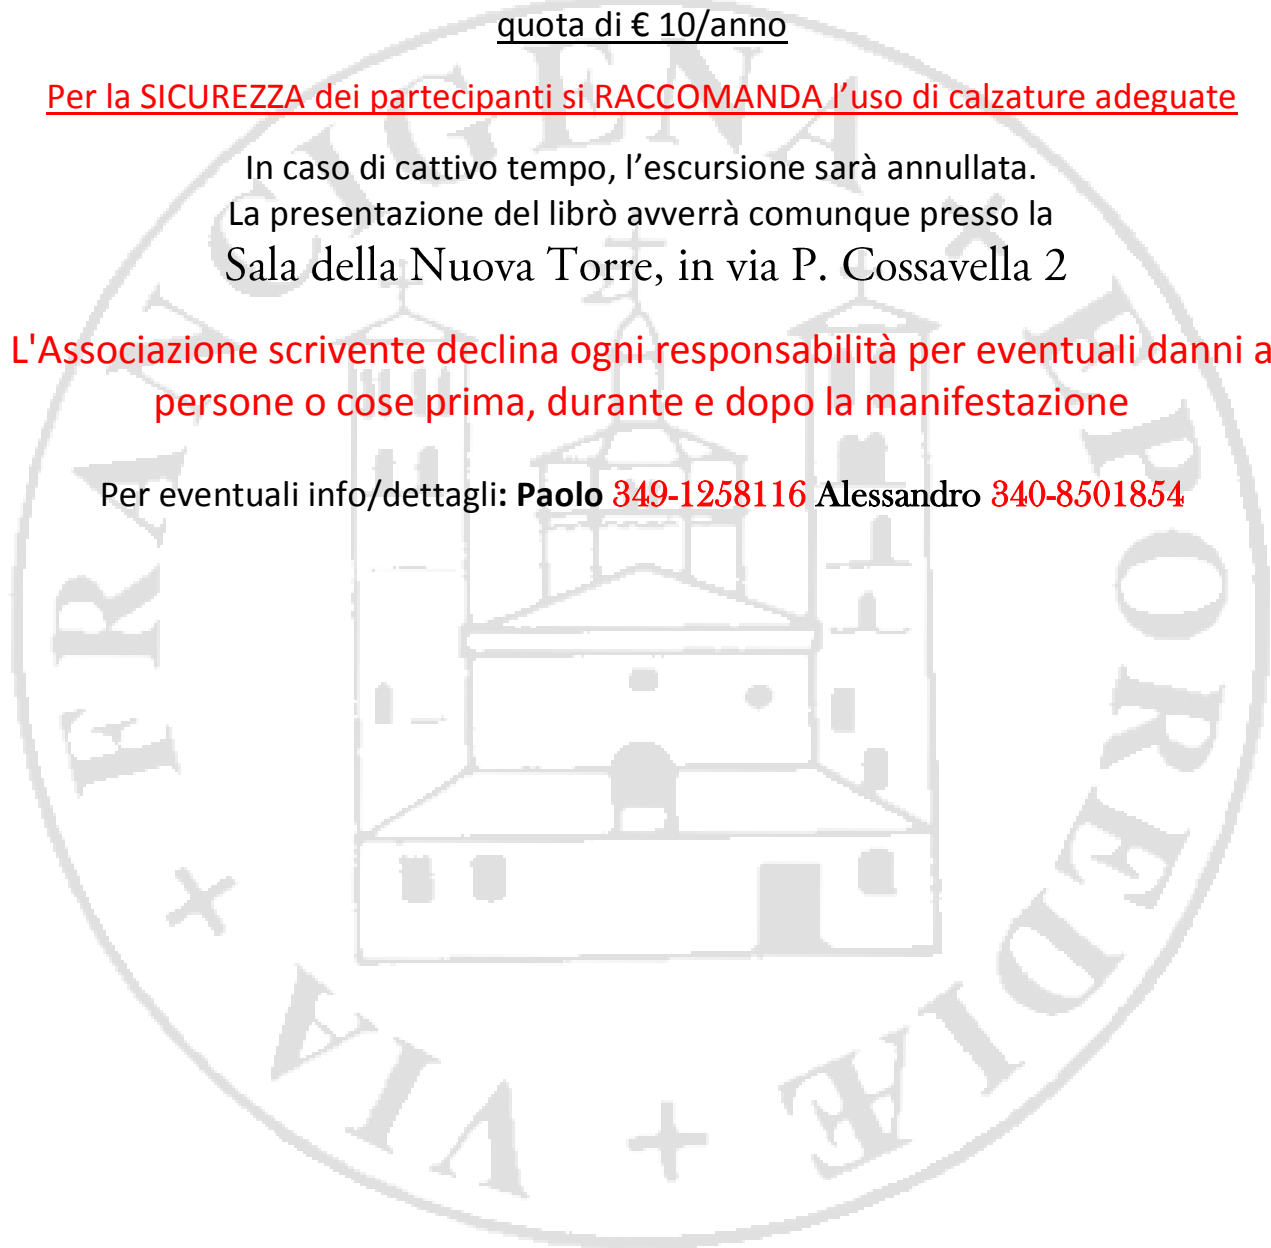 quota di € 10/anno
Per la SICUREZZA dei partecipanti si RACCOMANDA l’uso di calzature adeguate
In caso di cattivo tempo, l’escursione sarà annullata.
La presentazione del librò avverrà comunque presso la
Sala della Nuova Torre, in via P. Cossavella 2
L'Associazione scrivente declina ogni responsabilità per eventuali danni a
persone o cose prima, durante e dopo la manifestazione
Per eventuali info/dettagli: Paolo 349-1258116 Alessandro 340-8501854
+ VIA FRANCIGENA + EPOREDIÆ +